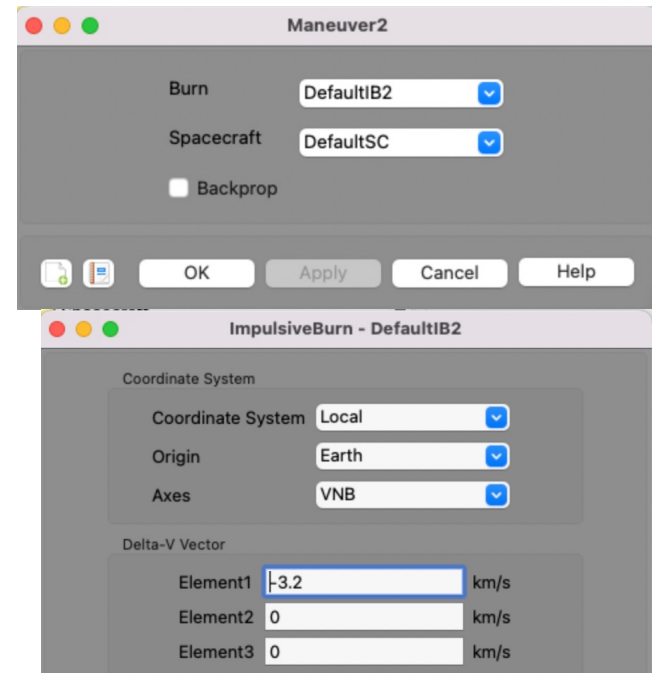 Maneuver2
Burn DefaultIB2
Spacecraft DefaultSC
Backprop
OK Apply Cancel Help
ImpulsiveBurn - DefaultIB2
Coordinate System
Coordinate System Local
Origin Earth
Axes VNB
Delta-V Vector
Element1 -3.2 km/s
Element2 0 km/s
Element3 0 km/s